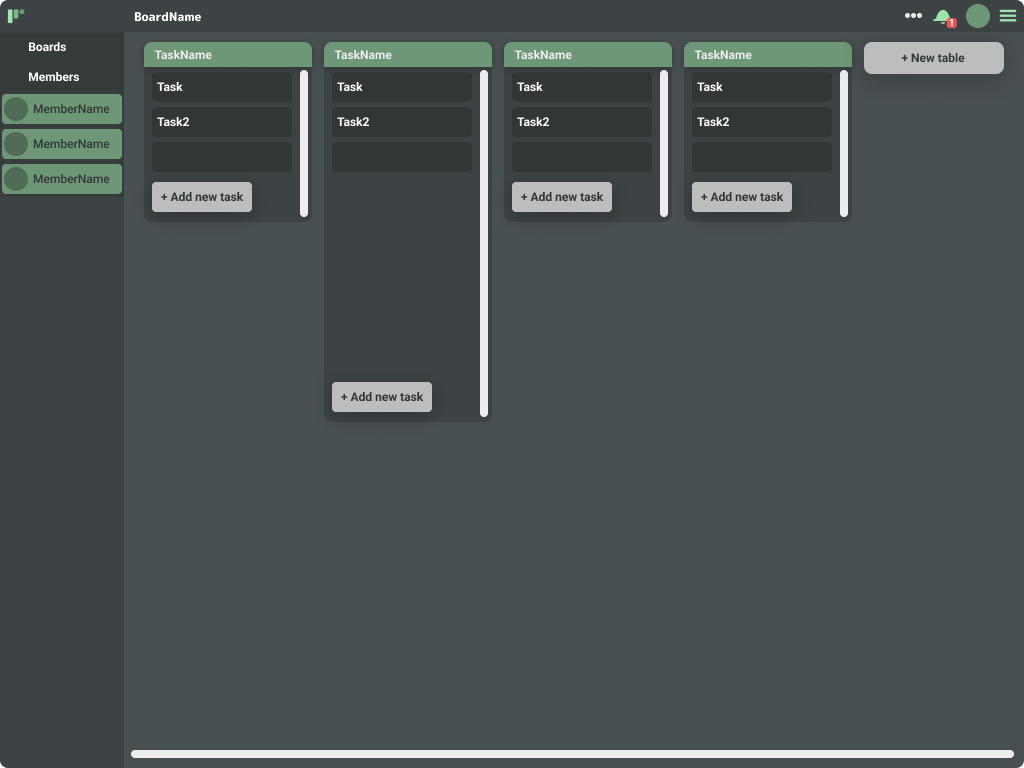 BoardName
1
Boards
Members
MemberName
MemberName
MemberName
TaskName
Task
Task2
+ Add new task
TaskName
Task
Task2
+ Add new task
TaskName
Task
Task2
+ Add new task
TaskName
Task
Task2
+ Add new task
+ New table